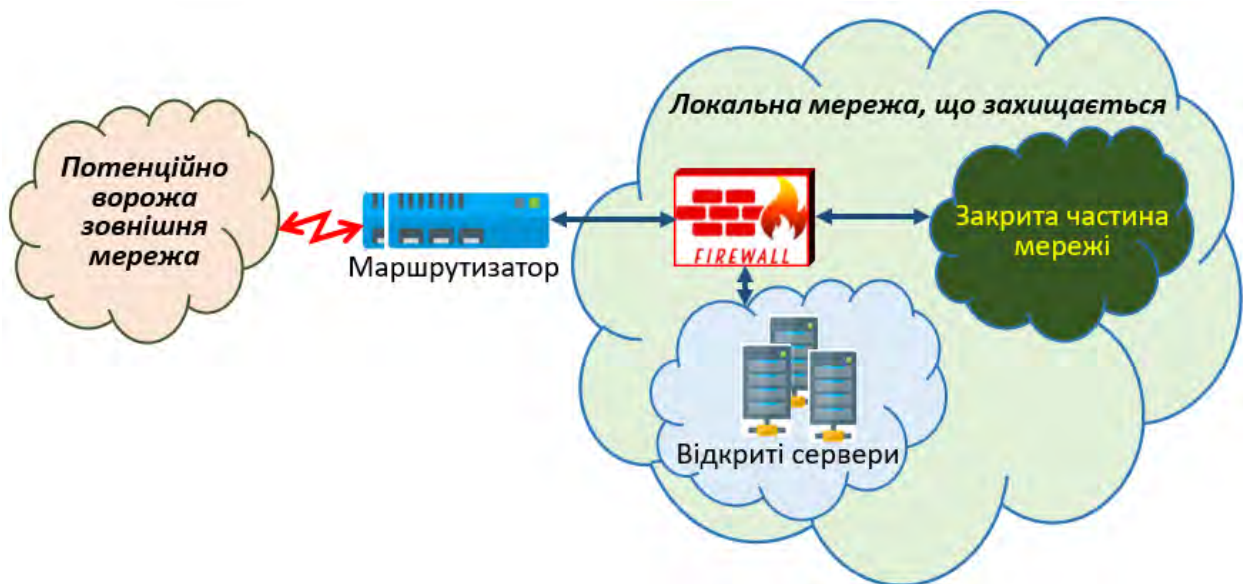 Локальна мережа, що захищається
Потенційно
ворожа
зовнішня
мережа
Маршрутизатор
FIREWALL
Закрита частина
мережі
Відкриті сервери